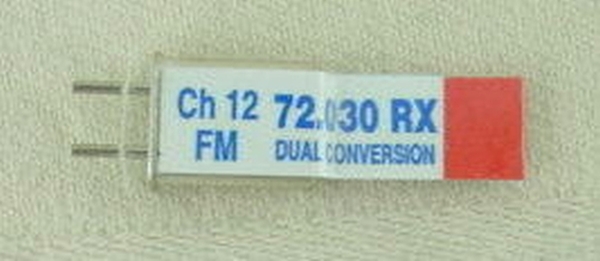 Ch 12 72.030 RX
FM DUAL CONVERSION